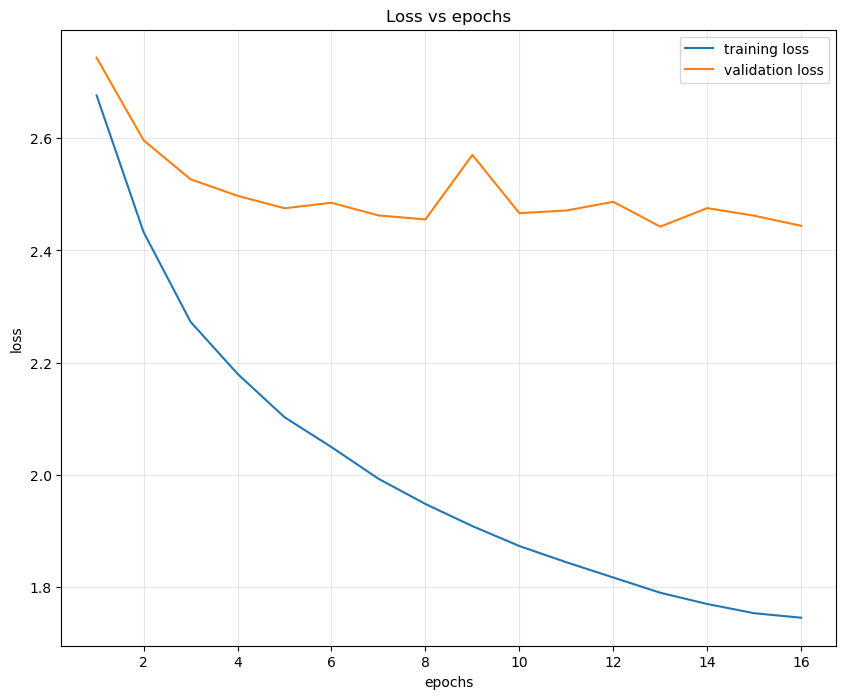 Loss vs epochs
training loss
validation loss
2.6
2.4
2.2
2.0
1.8
loss
2 4 6 8 10 12 14 16
epochs